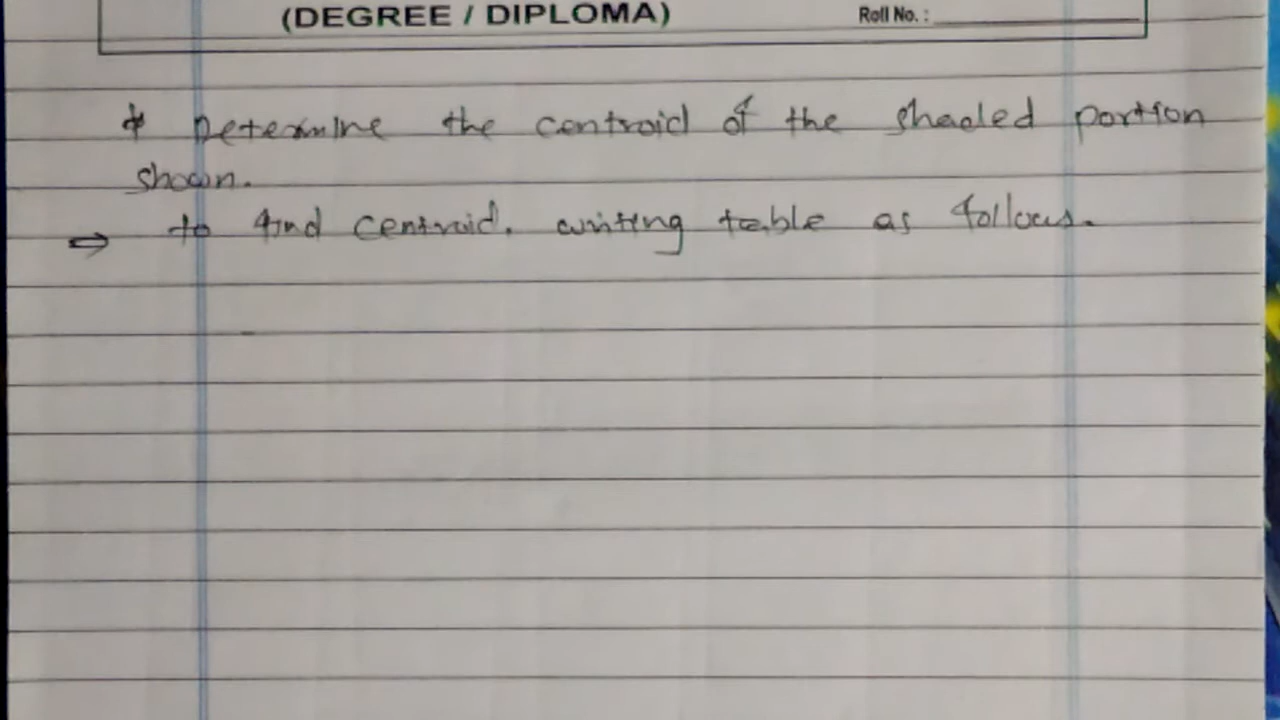 (DEGREE / DIPLOMA) Roll No. :
* Determine the centroid of the shaded portion
shown.
⇒ to find centroid. writing table as follows.